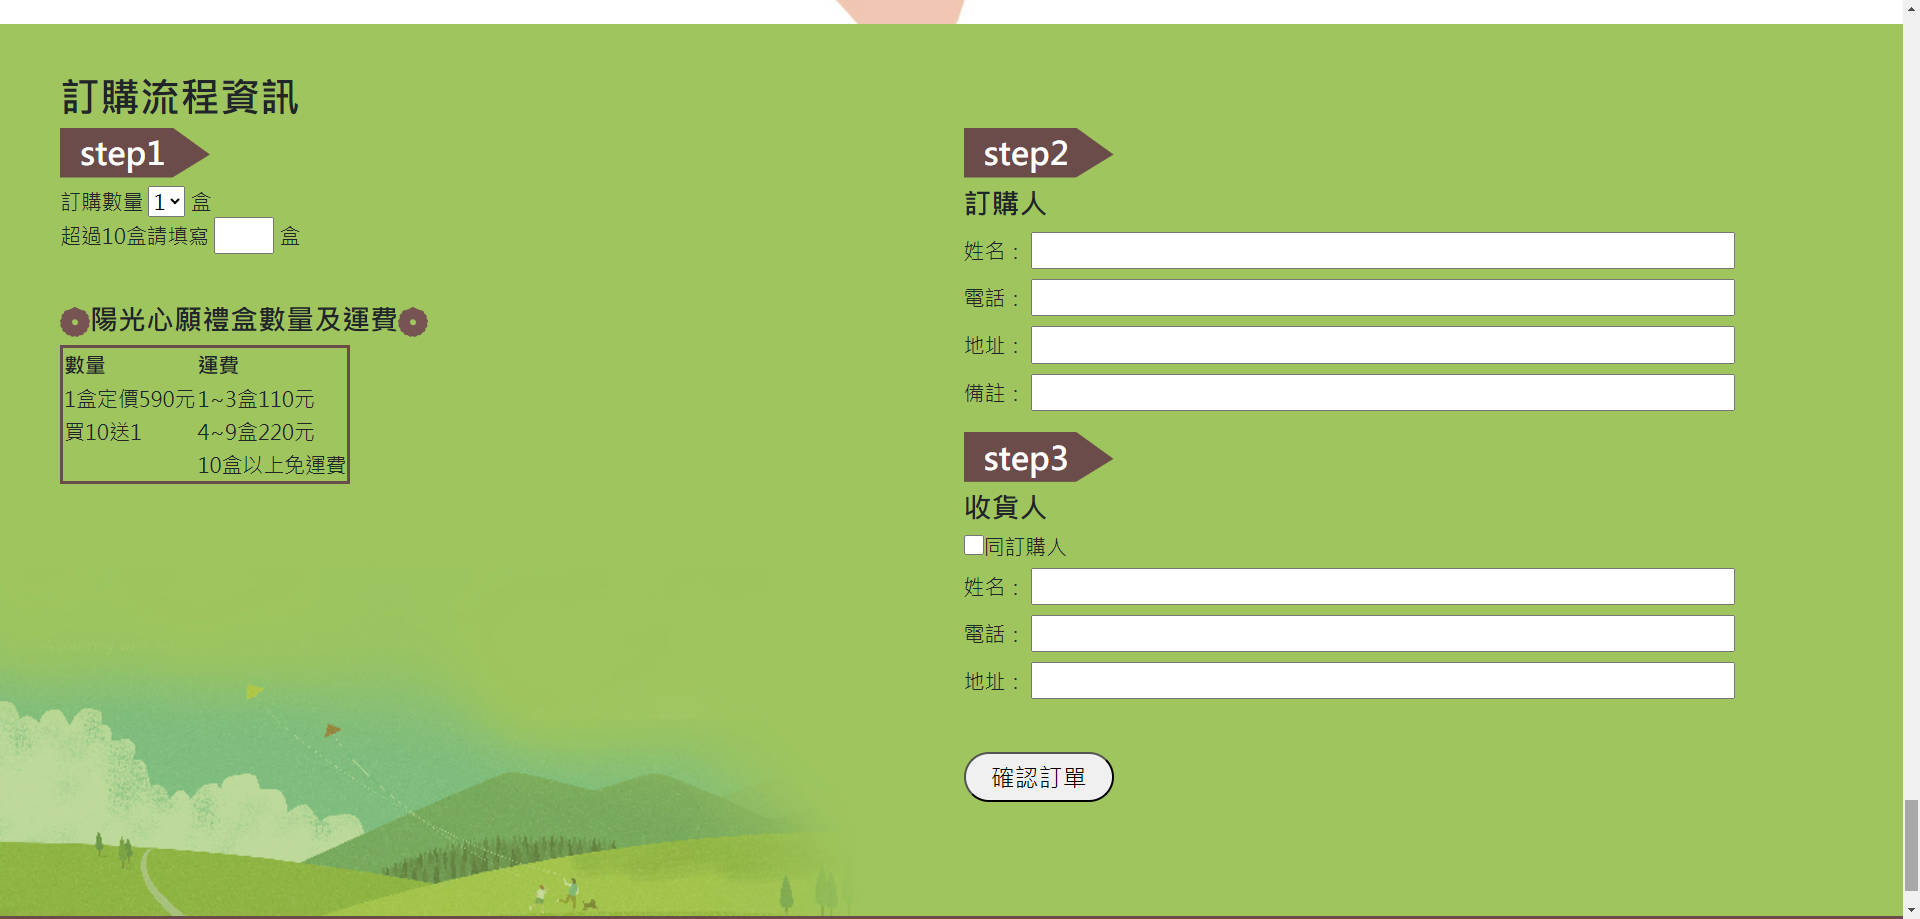 訂購流程資訊
step1
訂購數量 1 盒
超過10盒請填寫 盒
陽光心願禮盒數量及運費
數量 運費
1盒定價590元 1~3盒110元
買10送1 4~9盒220元
10盒以上免運費
step2
訂購人
姓名：
電話：
地址：
備註：
step3
收貨人
同訂購人
姓名：
電話：
地址：
確認訂單